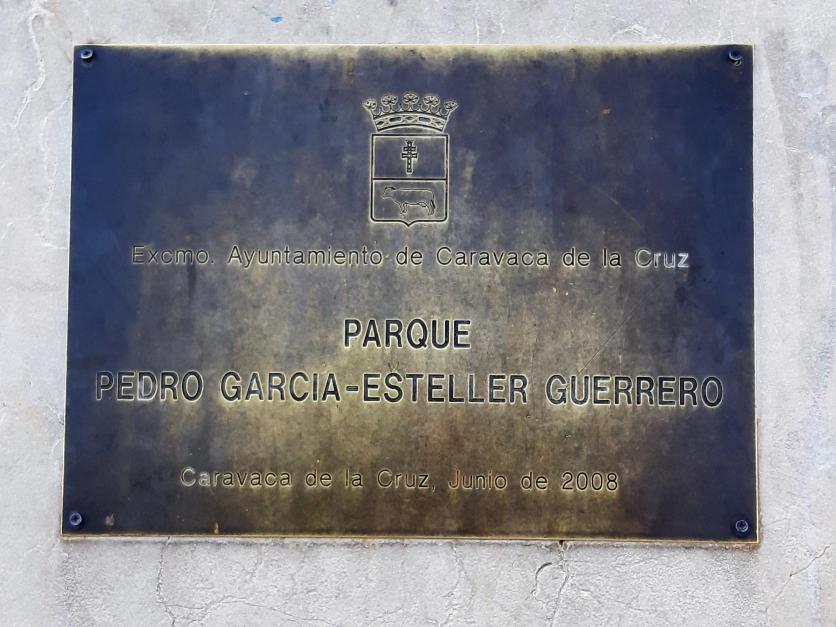 Excmo. Ayuntamiento de Caravaca de la Cruz
PARQUE
PEDRO GARCIA-ESTELLER GUERRERO
Caravaca de la Cruz, Junio de 2008